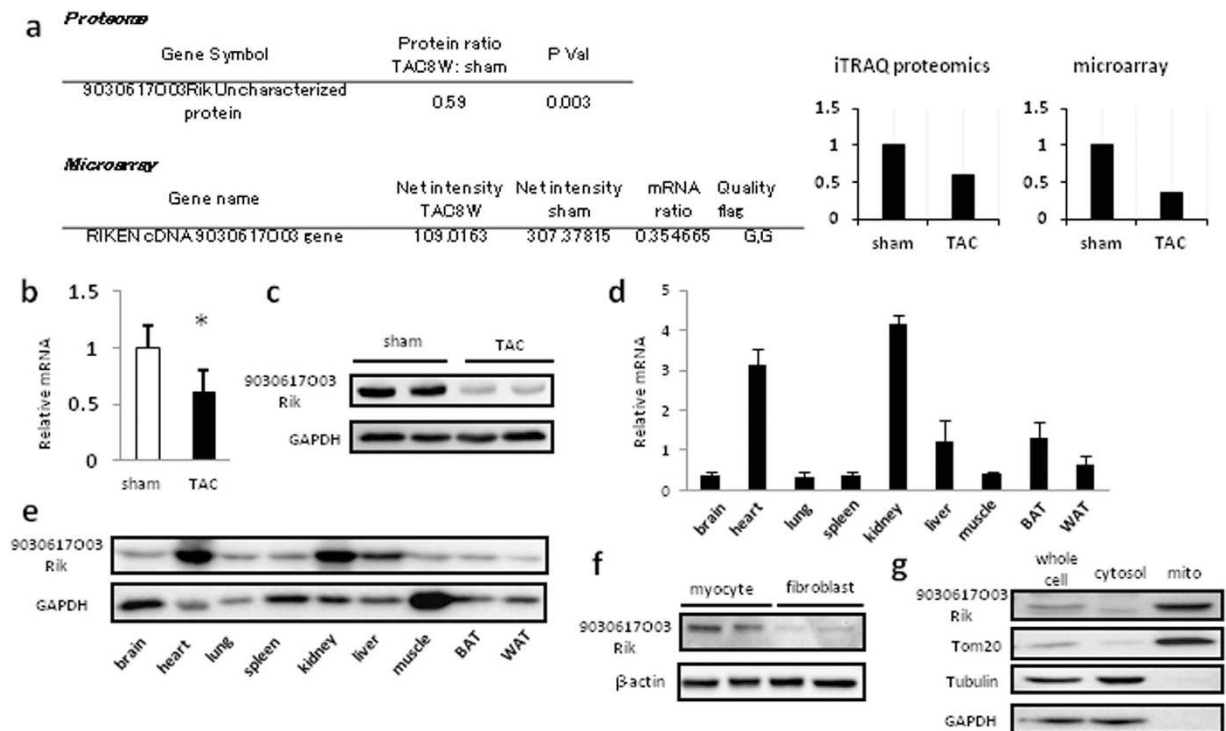 a
Proteome
Gene Symbol
Protein ratio
TAC8W: sham
P Val
9030617O03Rik Uncharacterized
protein
0.59
0.003
Microarray
Gene name
Net intensity
TAC8W
Net intensity
sham
mRNA
ratio
Quality
flag
RIKEN cDNA 9030617O03 gene
109.0163
307.37815
0.354665
G,G
iTRAQ proteomics
1.5
1
0.5
0
sham
TAC
microarray
1.5
1
0.5
0
sham
TAC
b
Relative mRNA
1.5
1
0.5
0
*
sham
TAC
c
sham
TAC
9030617O03
Rik
GAPDH
d
Relative mRNA
5
4
3
2
1
0
brain
heart
lung
spleen
kidney
liver
muscle
BAT
WAT
e
9030617O03
Rik
GAPDH
brain
heart
lung
spleen
kidney
liver
muscle
BAT
WAT
f
myocyte
fibroblast
9030617O03
Rik
β actin
g
whole
cell
cytosol
mito
9030617O03
Rik
Tom20
Tubulin
GAPDH